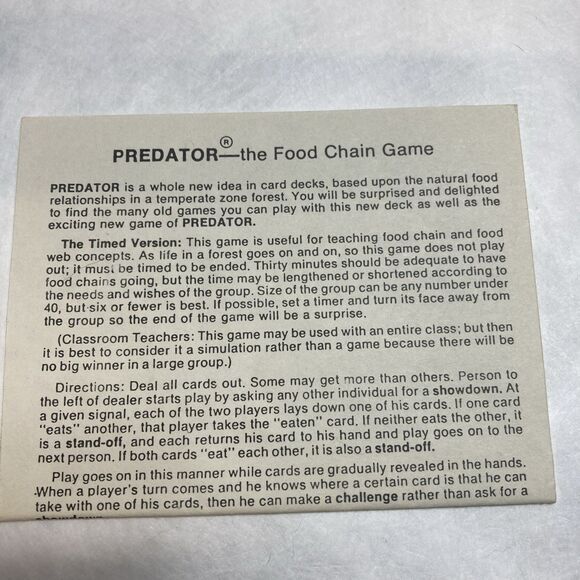 PREDATOR®—the Food Chain Game
PREDATOR is a whole new idea in card decks, based upon the natural food
relationships in a temperate zone forest. You will be surprised and delighted
to find the many old games you can play with this new deck as well as the
exciting new game of PREDATOR.
The Timed Version: This game is useful for teaching food chain and food
web concepts. As life in a forest goes on and on, so this game does not play
out; it must be timed to be ended. Thirty minutes should be adequate to have
food chains going, but the time may be lengthened or shortened according to
the needs and wishes of the group. Size of the group can be any number under
40, but six or fewer is best. If possible, set a timer and turn its face away from
the group so the end of the game will be a surprise.
(Classroom Teachers: This game may be used with an entire class; but then
it is best to consider it a simulation rather than a game because there will be
no big winner in a large group.)
Directions: Deal all cards out. Some may get more than others. Person to
the left of dealer starts play by asking any other individual for a showdown. At
a given signal, each of the two players lays down one of his cards. If one card
"eats" another, that player takes the "eaten" card. If neither eats the other, it
is a stand-off, and each returns his card to his hand and play goes on to the
next person. If both cards "eat" each other, it is also a stand-off.
Play goes on in this manner while cards are gradually revealed in the hands.
When a player's turn comes and he knows where a certain card is that he can
take with one of his cards, then he can make a challenge rather than ask for a